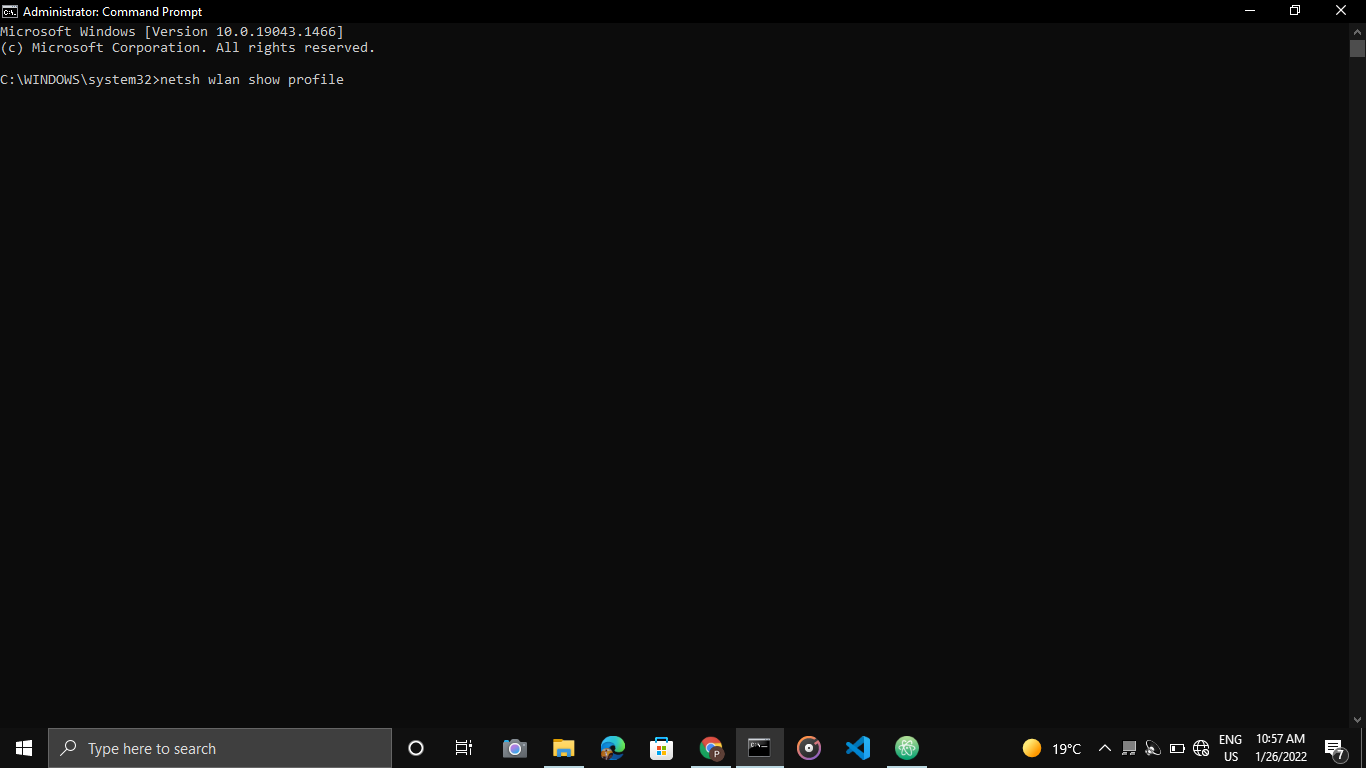 Administrator: Command Prompt
Microsoft Windows [Version 10.0.19043.1466]
(c) Microsoft Corporation. All rights reserved.
C:\WINDOWS\system32>netsh wlan show profile
Type here to search
P
19°C
ENG
US
10:57 AM
1/26/2022
7